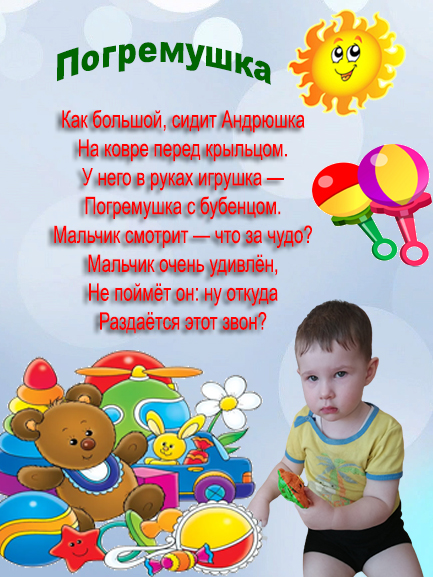 Погремушка
Как большой, сидит Андрюшка
На ковре перед крыльцом.
У него в руках игрушка —
Погремушка с бубенцом.
Мальчик смотрит — что за чудо?
Мальчик очень удивлён,
Не поймёт он: ну откуда
Раздаётся этот звон?